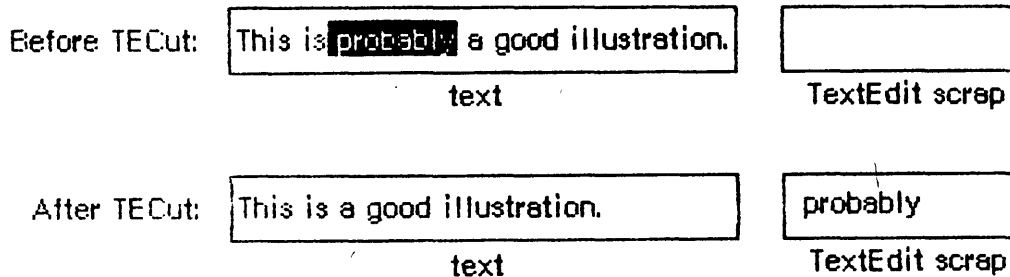 Before TECut: This is probably a good illustration.
text TextEdit scrap
After TECut: This is a good illustration. probably
text TextEdit scrap